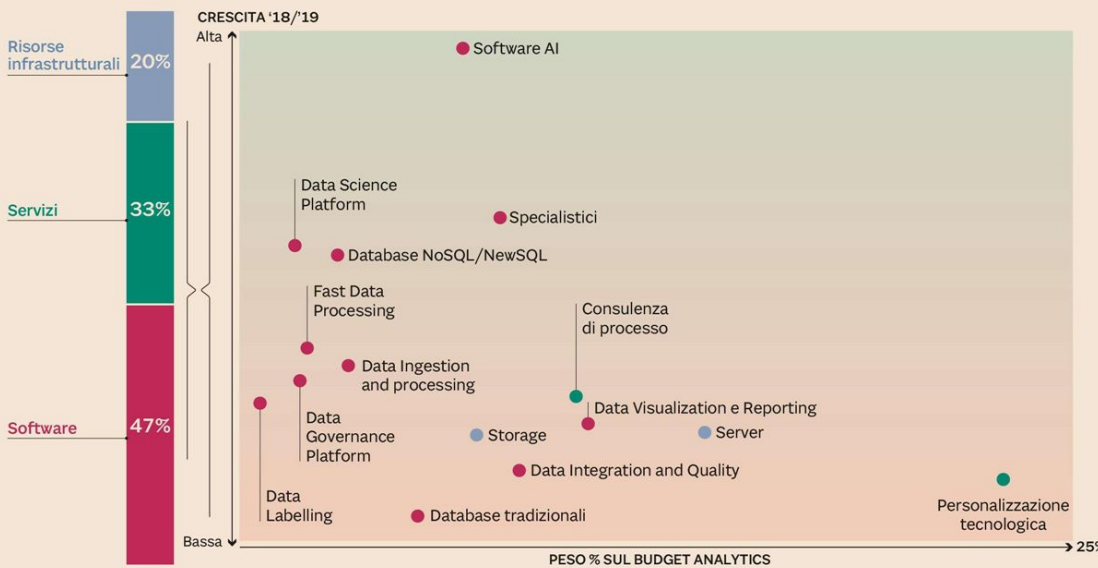 CRESCITA ‘18/’19
Alta
Risorse
infrastrutturali
20%
Servizi
33%
Software
47%
Software AI
Data Science
Platform
Specialistici
Database NoSQL/NewSQL
Fast Data
Processing
Consulenza
di processo
Data Ingestion
and processing
Data Visualization e Reporting
Data
Governance
Platform
Storage
Server
Data Integration and Quality
Data
Labelling
Database tradizionali
Personalizzazione
tecnologica
Bassa
25%
PESO % SUL BUDGET ANALYTICS